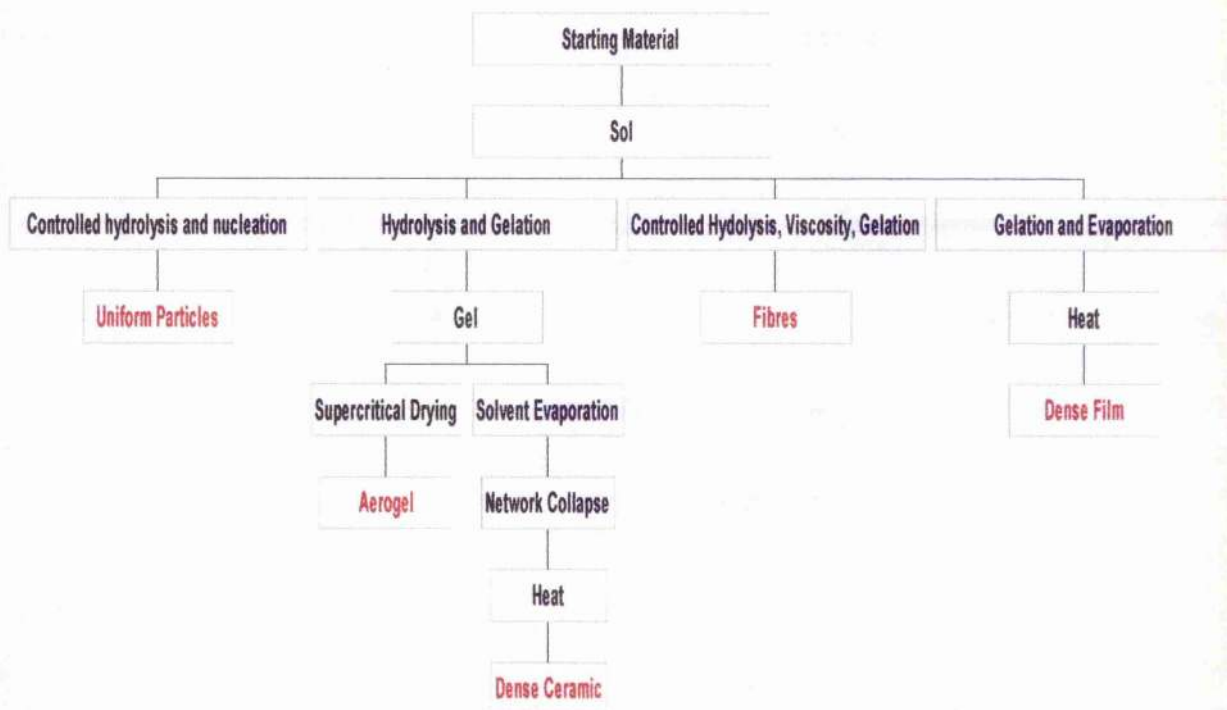 Starting Material
Sol
Controlled hydrolysis and nucleation
Hydrolysis and Gelation
Controlled Hydolysis, Viscosity, Gelation
Gelation and Evaporation
Uniform Particles
Gel
Fibres
Heat
Supercritical Drying
Solvent Evaporation
Dense Film
Aerogel
Network Collapse
Heat
Dense Ceramic